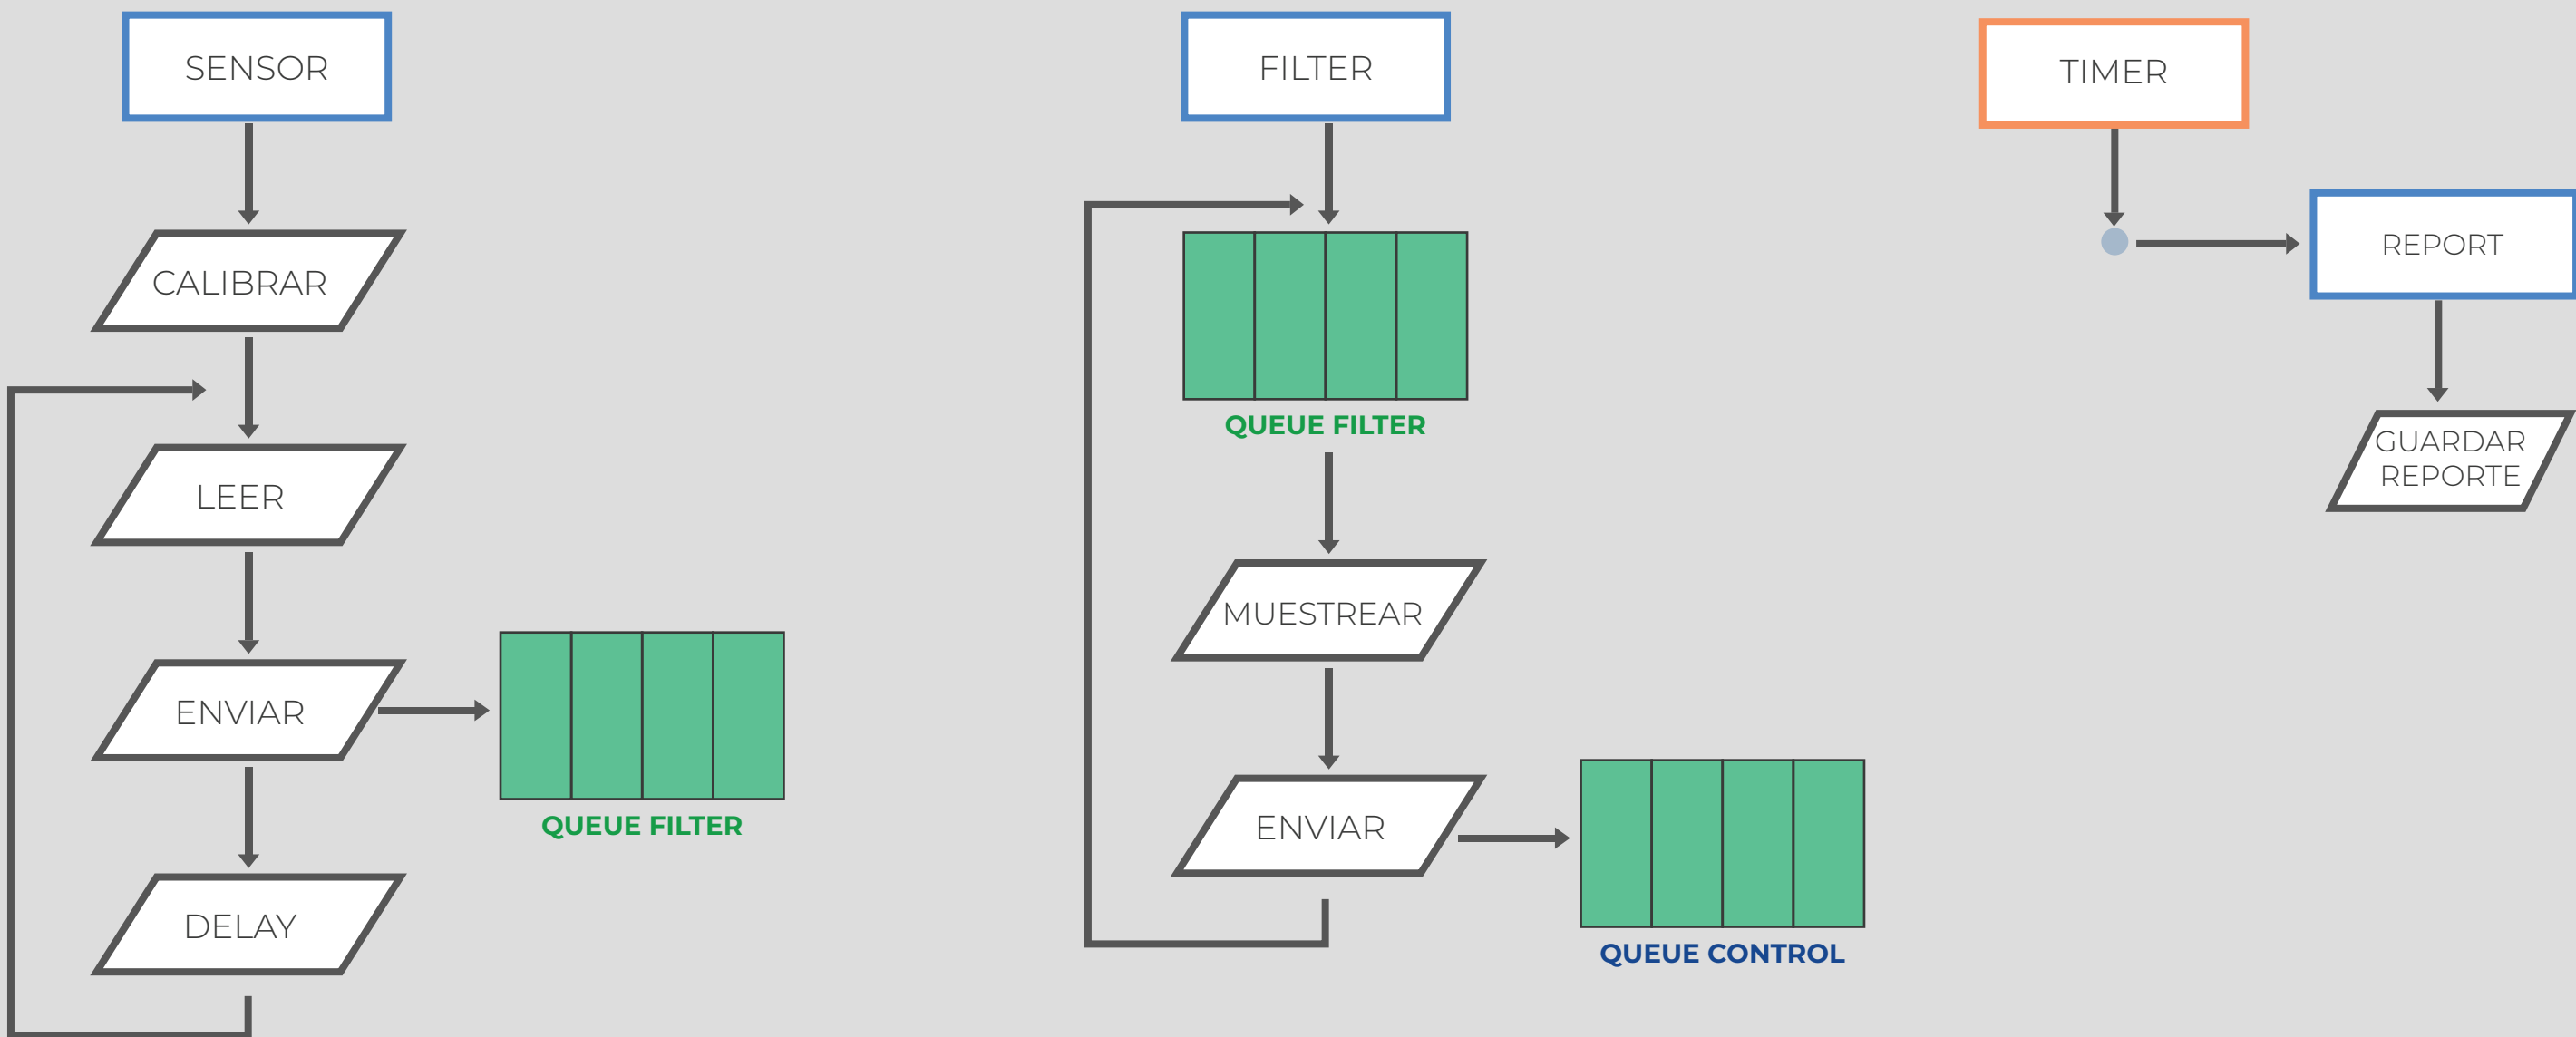 SENSOR
CALIBRAR
LEER
ENVIAR
QUEUE FILTER
DELAY
FILTER
QUEUE FILTER
MUESTREAR
ENVIAR
QUEUE CONTROL
TIMER
REPORT
GUARDAR
REPORTE